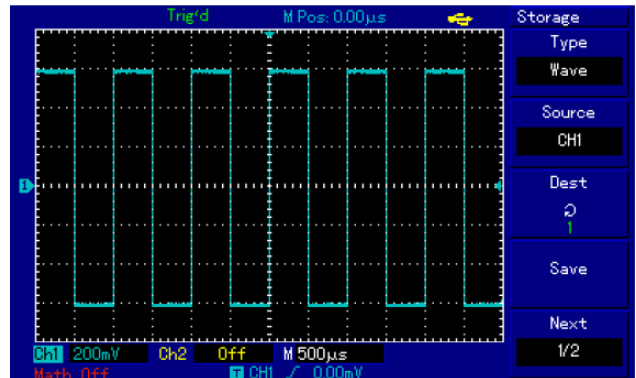 Trig'd M Pos: 0.00μs Storage
Type
Wave
Source
CH1
1 Dest
1
Save
Next
1/2
Ch1 200mV Ch2 Off M 500μs
Math Off T CH1 0.00mV